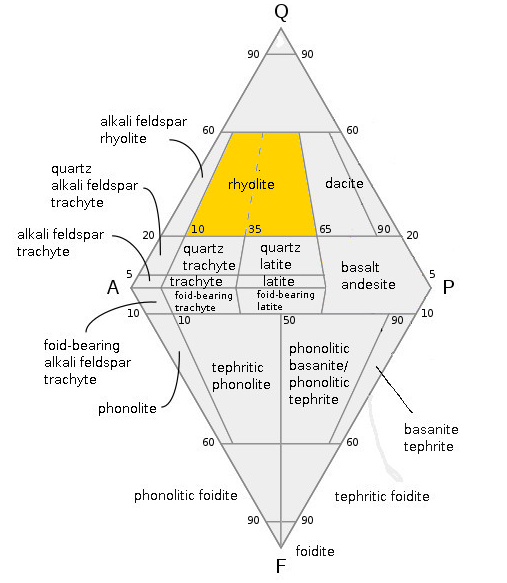 Q
90
90
alkali feldspar
rhyolite
60
60
quartz
alkali feldspar
trachyte
rhyolite
dacite
alkali feldspar
trachyte
20
10
35
65
90
20
quartz
trachyte
quartz
latite
basalt
andesite
5
5
trachyte
latite
A
P
foid-bearing
trachyte
foid-bearing
latite
10
10
50
90
10
foid-bearing
alkali feldspar
trachyte
tephritic
phonolite
phonolitic
basanite/
phonolitic
tephrite
phonolite
basanite
tephrite
60
60
phonolitic foidite
tephritic foidite
90
90
F
foidite